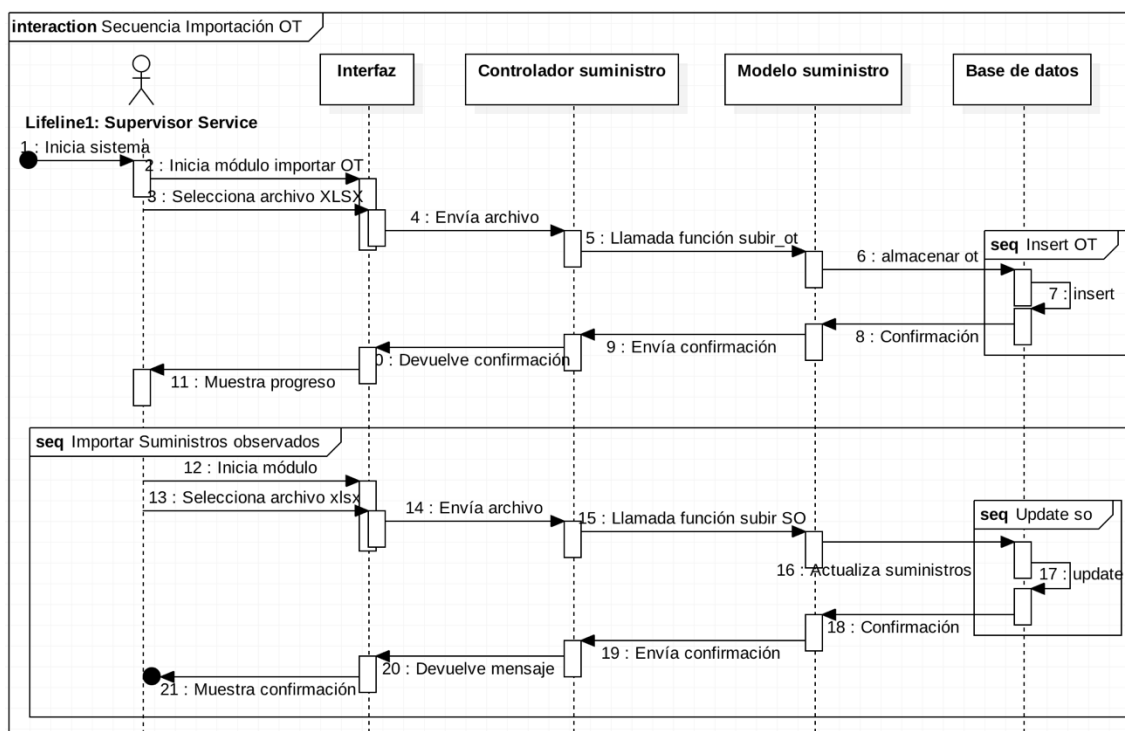 interaction Secuencia Importación OT
Interfaz
Controlador suministro
Modelo suministro
Base de datos
Lifeline1: Supervisor Service
1 : Inicia sistema
2 : Inicia módulo importar OT
3 : Selecciona archivo XLSX
4 : Envía archivo
5 : Llamada función subir_ot
seq Insert OT
6 : almacenar ot
7 : insert
8 : Confirmación
9 : Envía confirmación
0 : Devuelve confirmación
11 : Muestra progreso
seq Importar Suministros observados
12 : Inicia módulo
13 : Selecciona archivo xlsx
14 : Envía archivo
15 : Llamada función subir SO
seq Update so
16 : Actualiza suministros
17 : update
18 : Confirmación
19 : Envía confirmación
20 : Devuelve mensaje
21 : Muestra confirmación